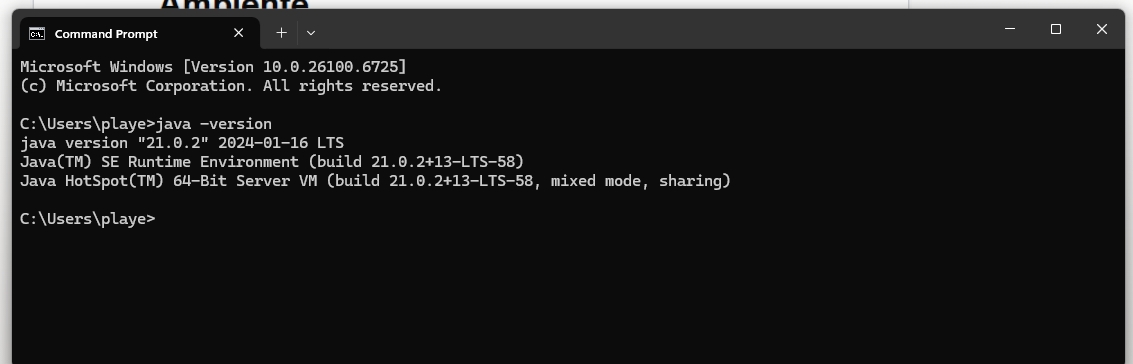 Ambiente
Command Prompt
Microsoft Windows [Version 10.0.26100.6725]
(c) Microsoft Corporation. All rights reserved.
C:\Users\playe>java -version
java version "21.0.2" 2024-01-16 LTS
Java(TM) SE Runtime Environment (build 21.0.2+13-LTS-58)
Java HotSpot(TM) 64-Bit Server VM (build 21.0.2+13-LTS-58, mixed mode, sharing)
C:\Users\playe>